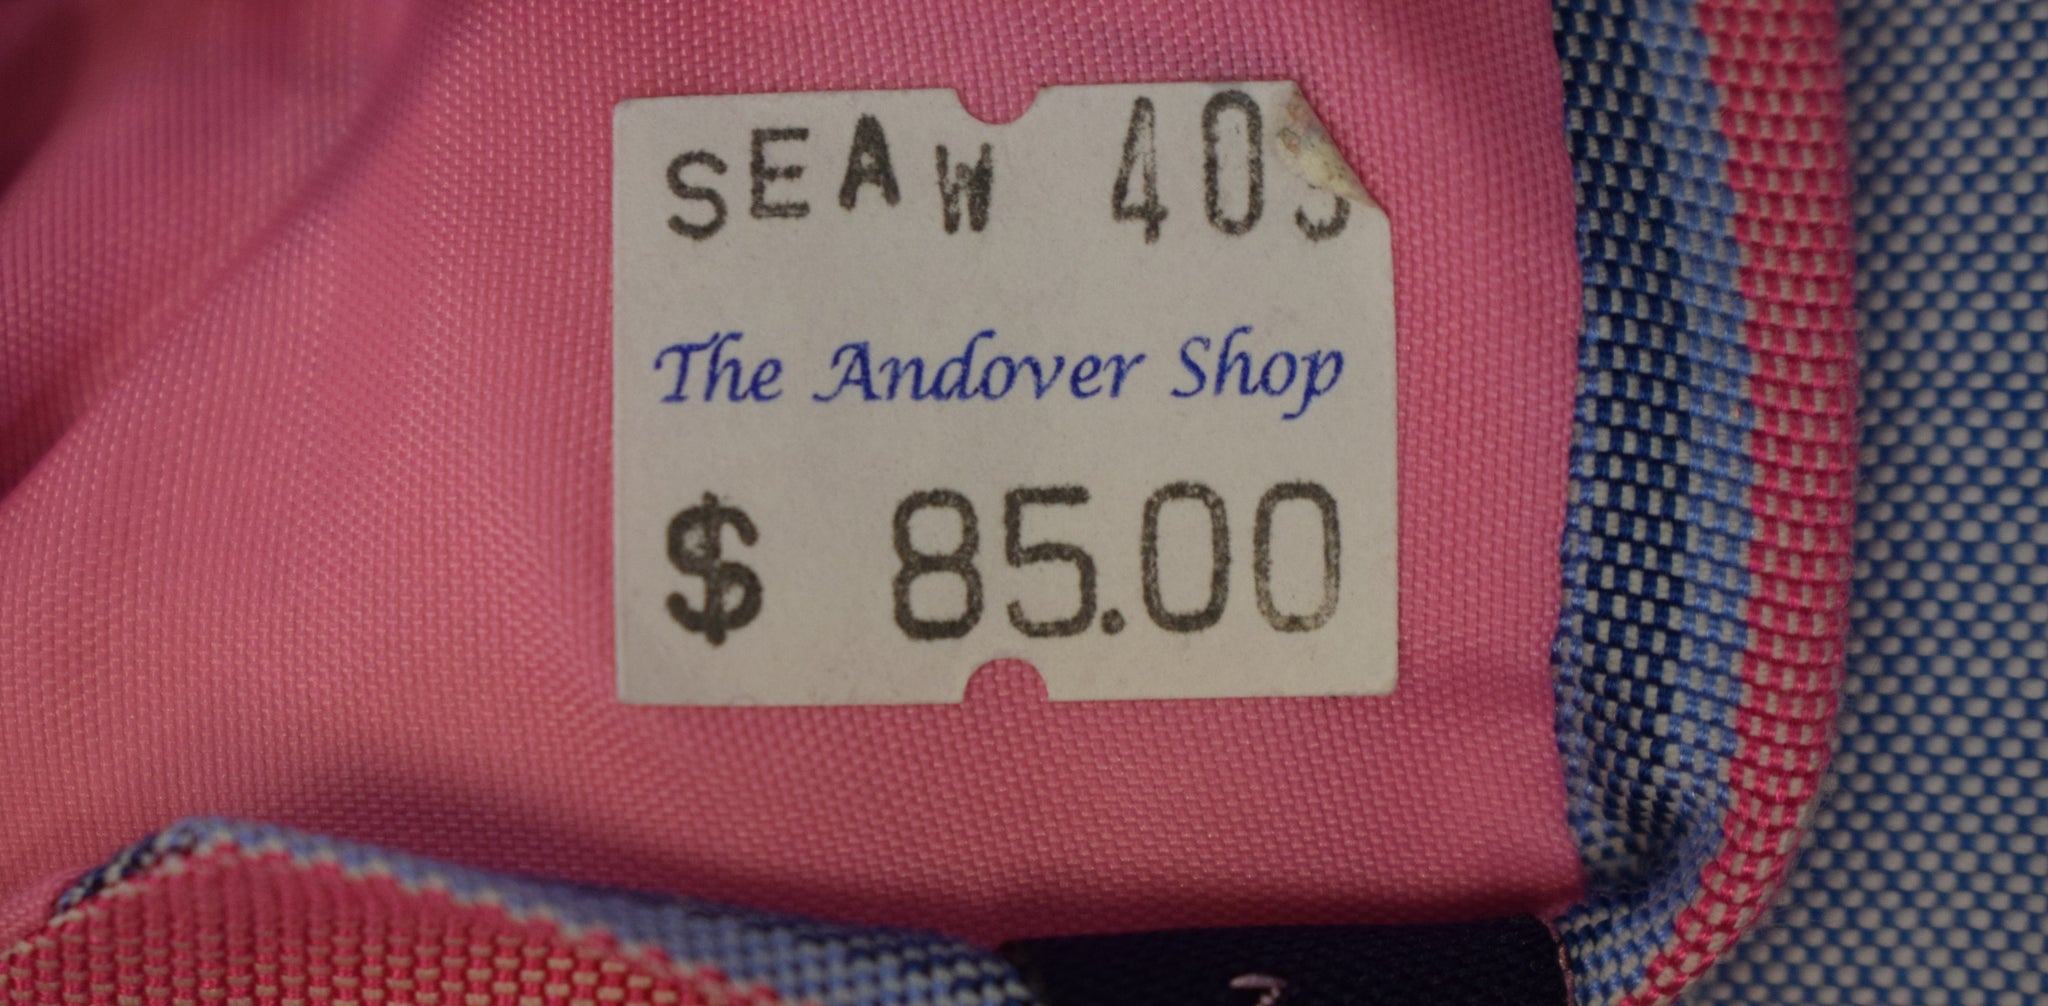 SEAW
The Andover Shop
$ 85.00